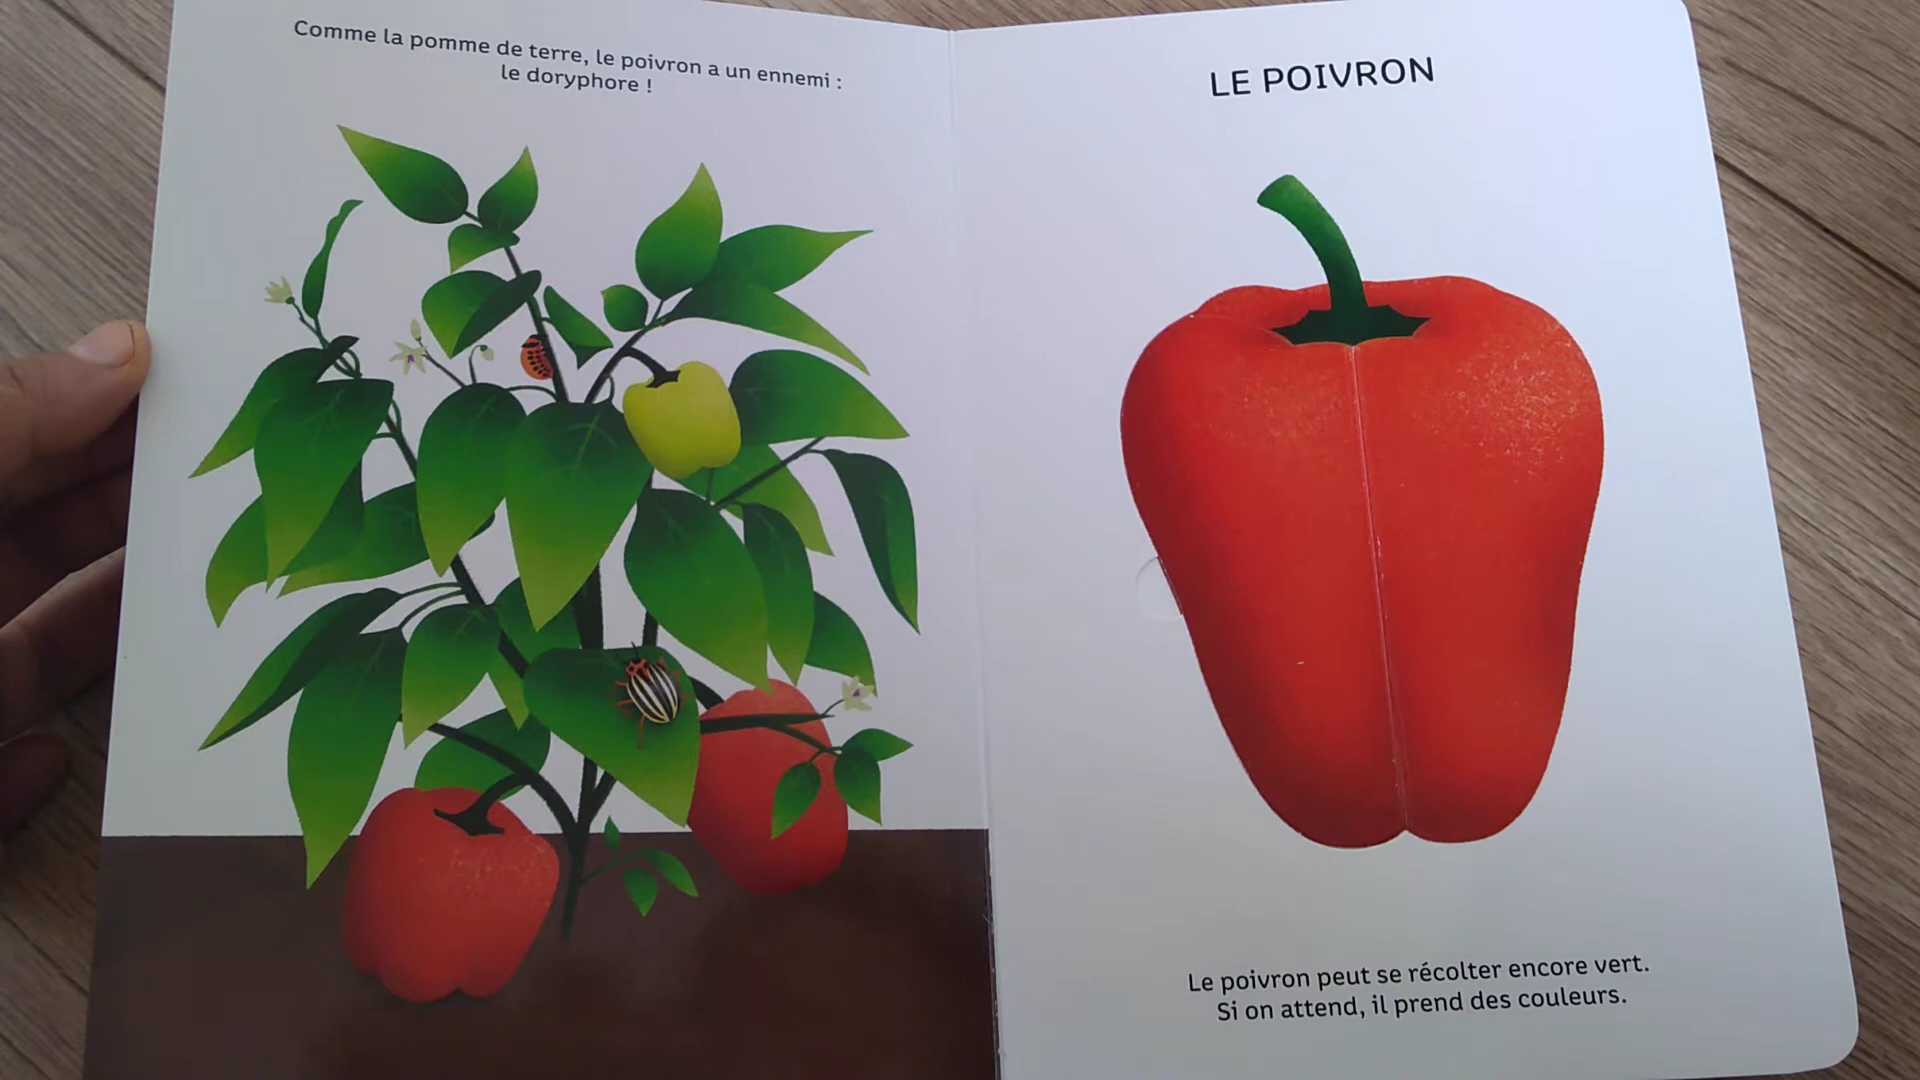 Comme la pomme de terre, le poivron a un ennemi :
le doryphore !
LE POIVRON
Le poivron peut se récolter encore vert.
Si on attend, il prend des couleurs.